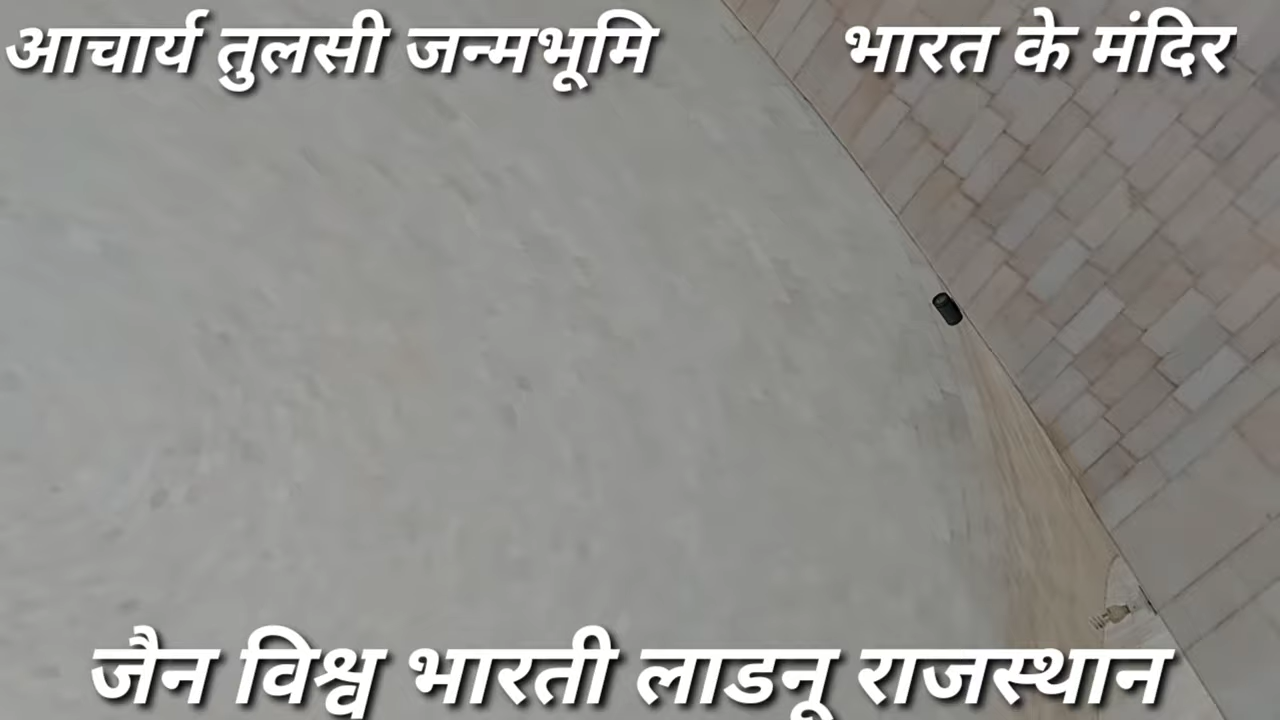 आचार्य तुलसी जन्मभूमि
भारत के मंदिर
जैन विश्व भारती लाडनू राजस्थान